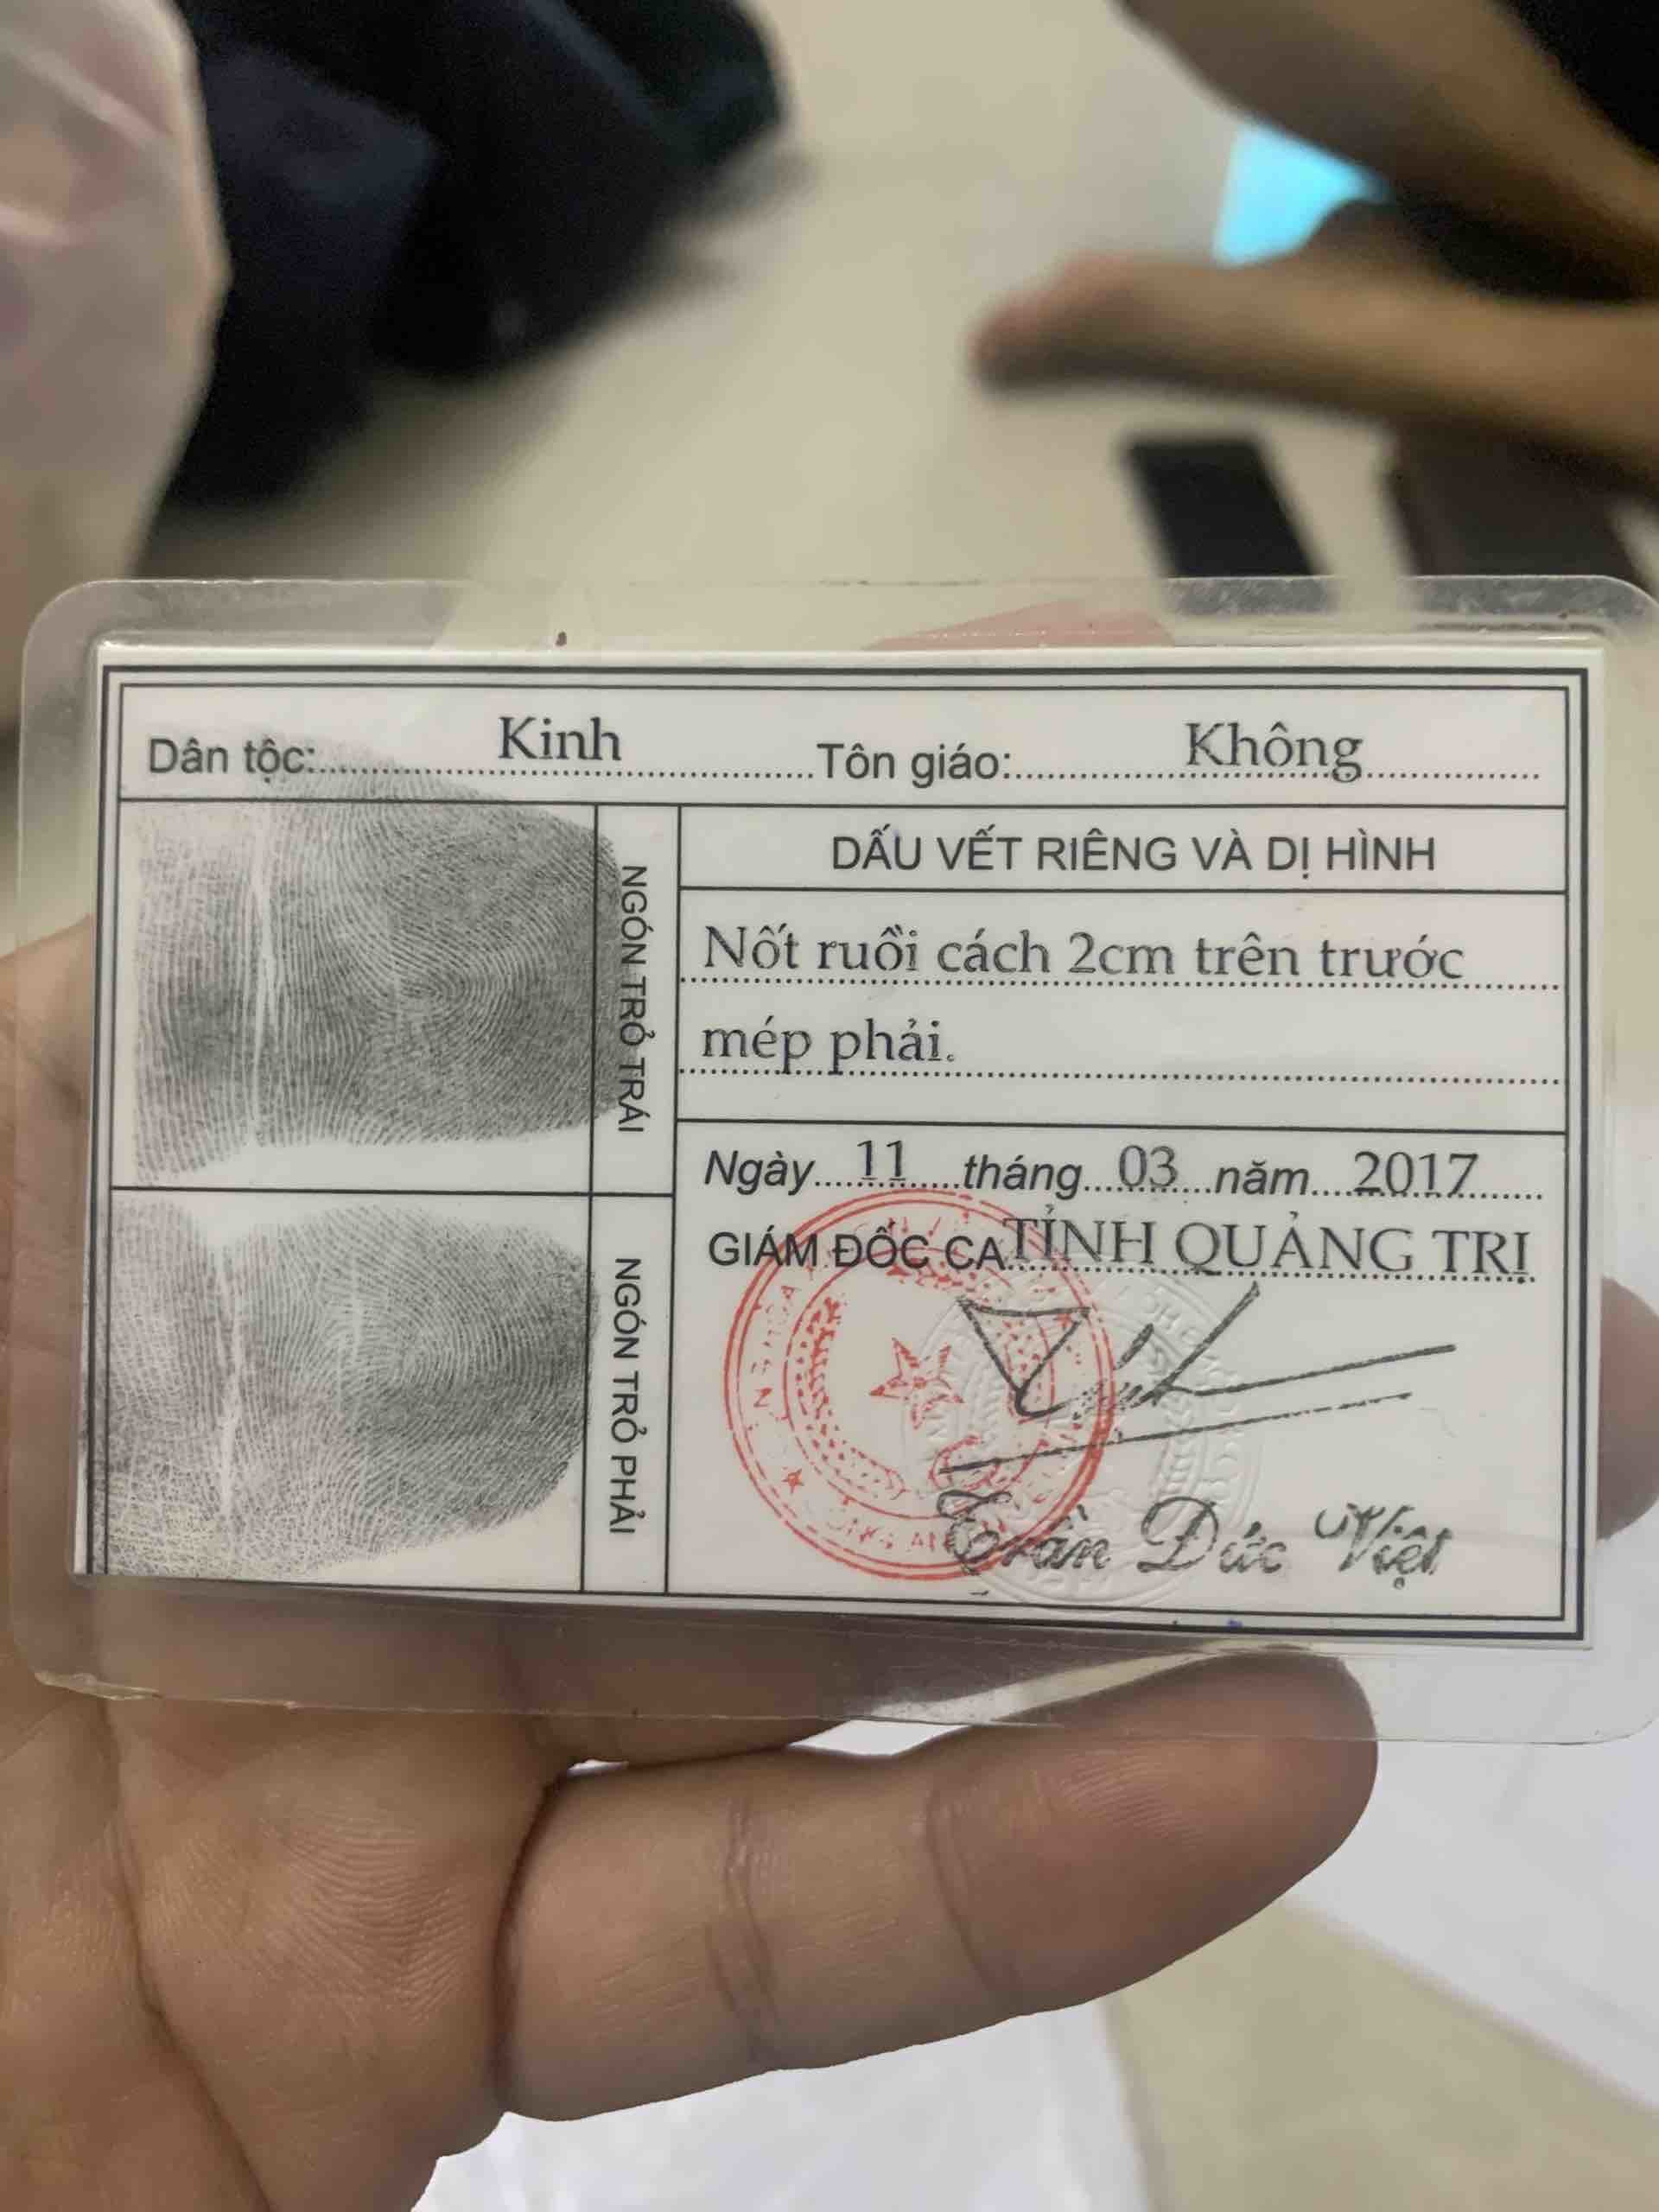 Dân tộc: Kinh Tôn giáo: Không
NGÓN TRỎ TRÁI
DẤU VẾT RIÊNG VÀ DỊ HÌNH
Nốt ruồi cách 2cm trên trước
mép phải.
NGÓN TRỎ PHẢI
Ngày 11 tháng 03 năm 2017
GIÁM ĐỐC CA TỈNH QUẢNG TRỊ
Trần Đức Việt